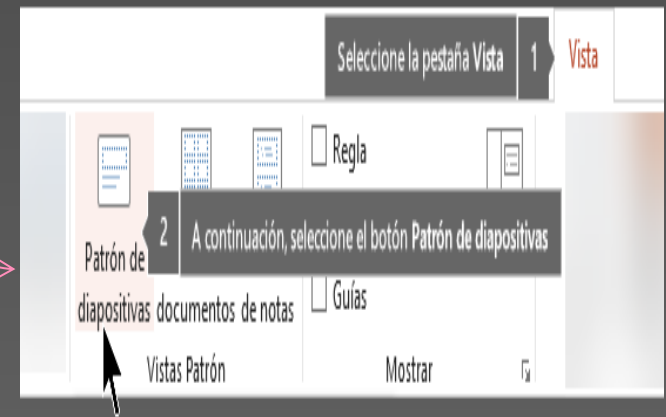 Seleccione la pestaña Vista 1 Vista
Regla
2 A continuación, seleccione el botón Patrón de diapositivas
Patrón de
diapositivas documentos de notas
Guías
Vistas Patrón Mostrar